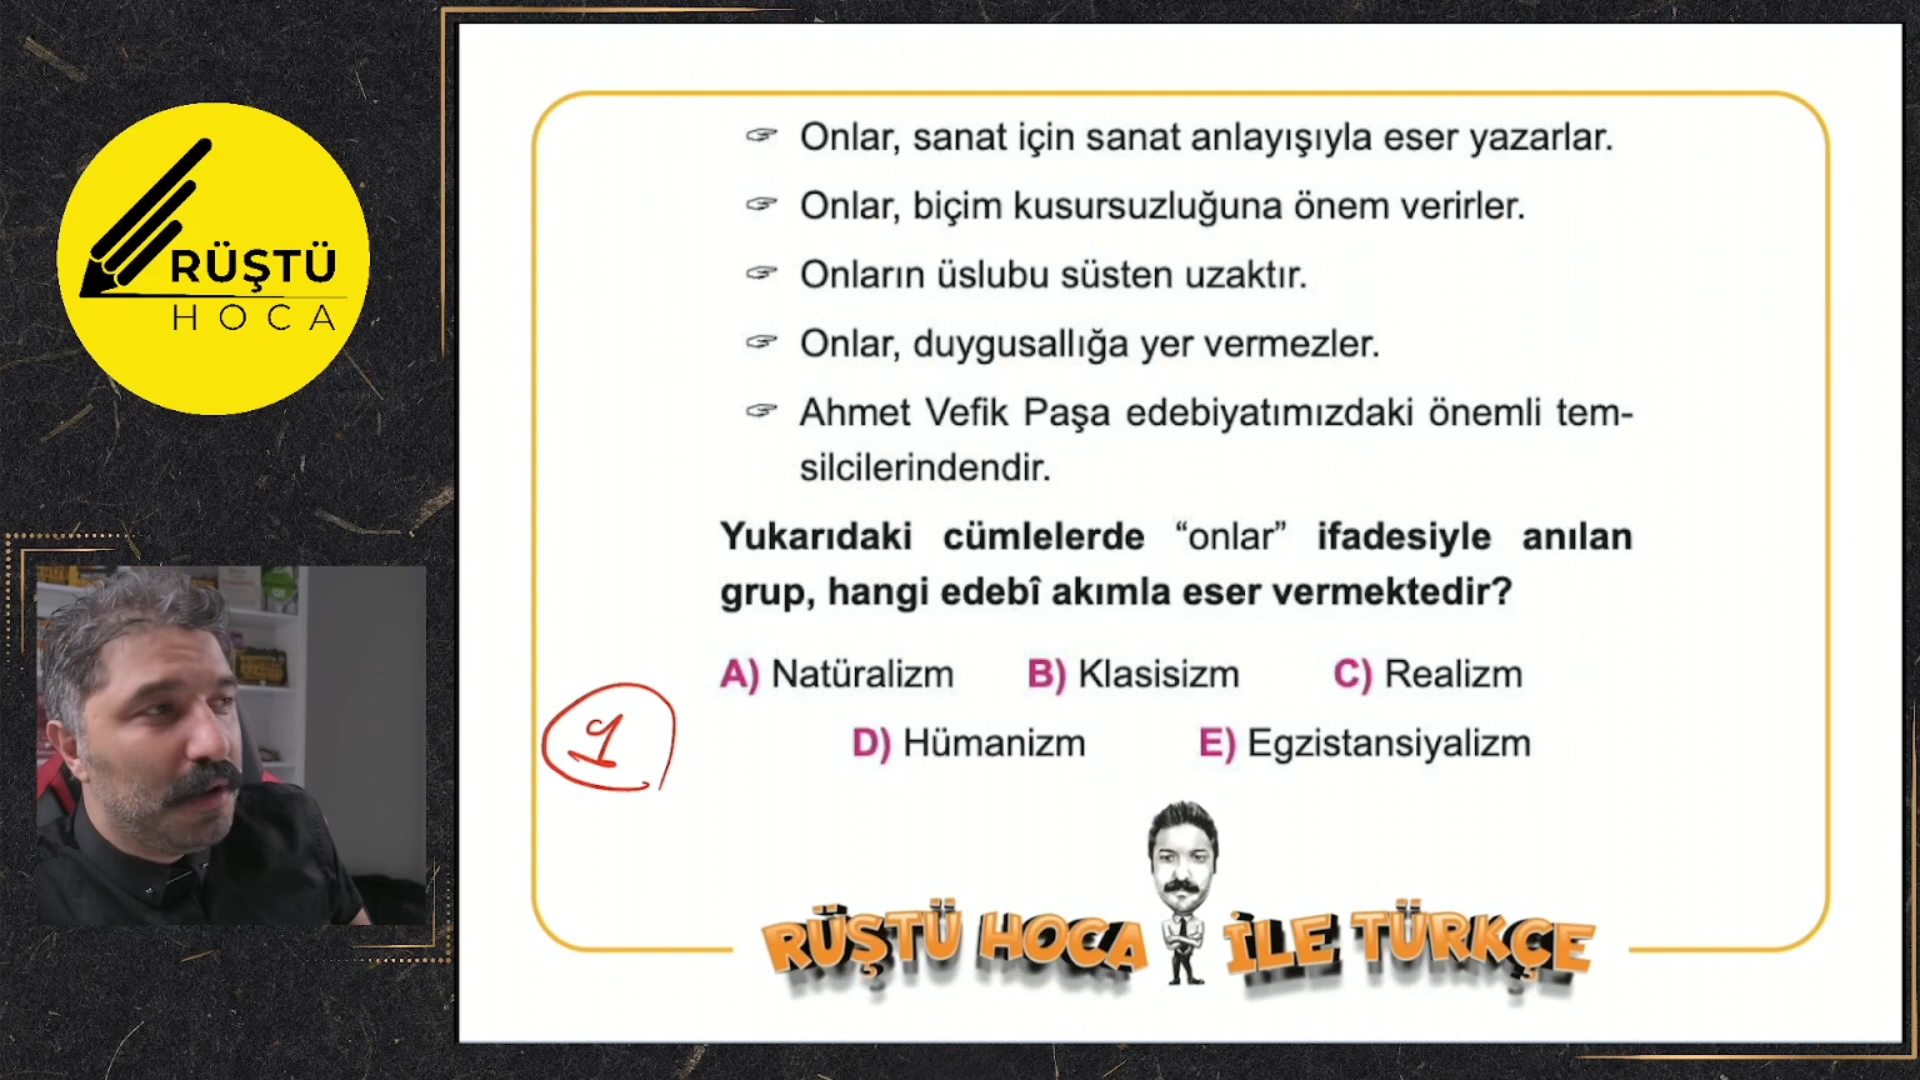 RÜŞTÜ
HOCA
Onlar, sanat için sanat anlayışıyla eser yazarlar.
Onlar, biçim kusursuzluğuna önem verirler.
Onların üslubu süsten uzaktır.
Onlar, duygusallığa yer vermezler.
Ahmet Vefik Paşa edebiyatımızdaki önemli tem-
silcilerindendir.
Yukarıdaki cümlelerde “onlar” ifadesiyle anılan
grup, hangi edebî akımla eser vermektedir?
A) Natüralizm B) Klasisizm C) Realizm
D) Hümanizm E) Egzistansiyalizm
1
RÜŞTÜ HOCA İLE TÜRKÇE